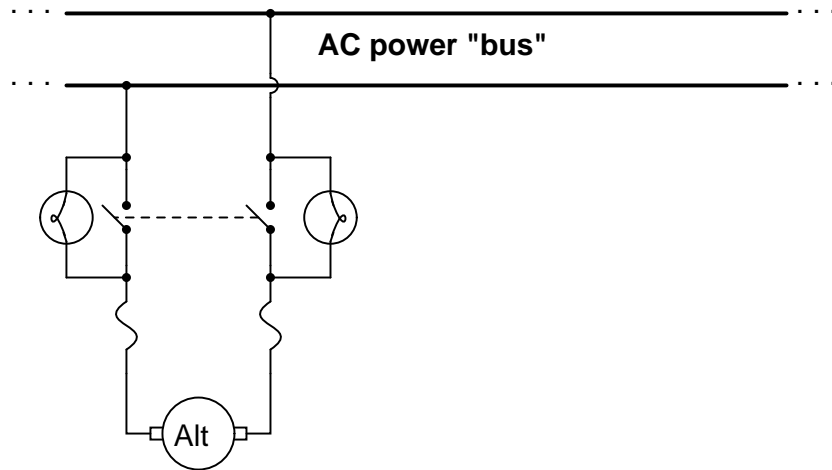 . . . . . .
AC power "bus"
. . . . . .
Alt